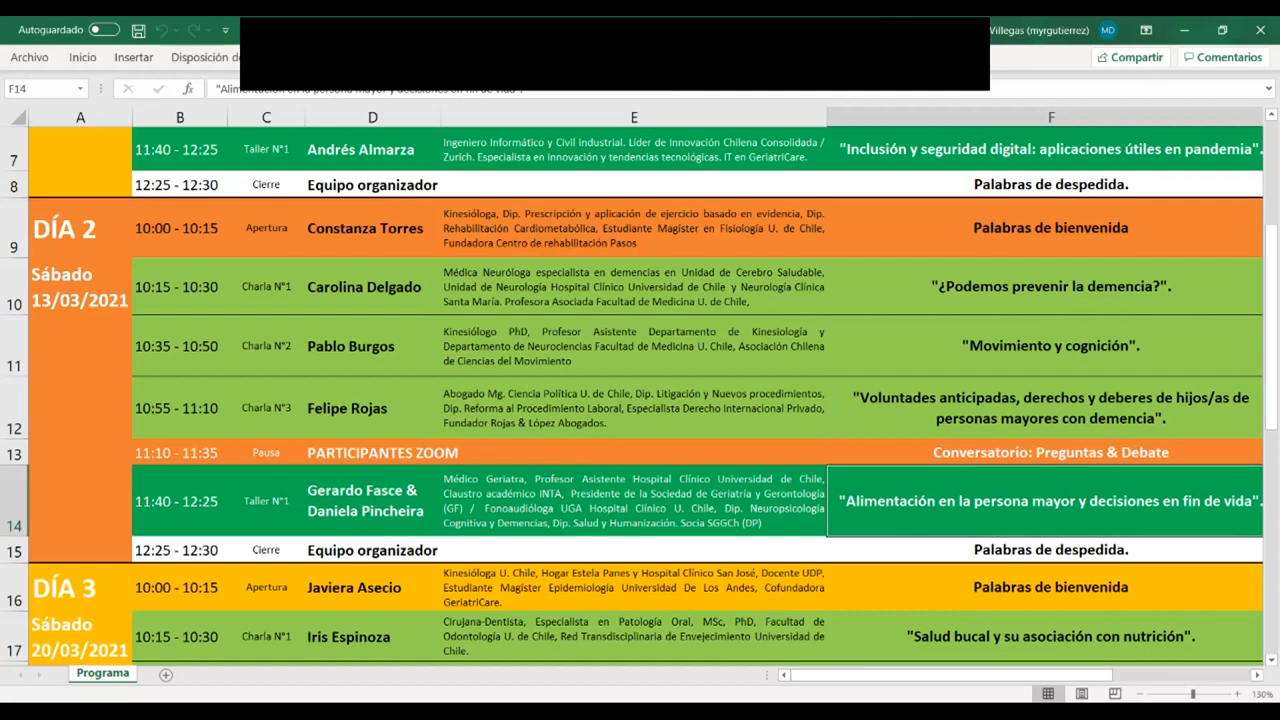 Autoguardado
Villegas (myrgutierrez) MD
Archivo Inicio Insertar Disposición de
Compartir Comentarios
F14 fx "Alimentación en la persona mayor y decisiones en fin de vida".
A B C D E F
7 11:40 - 12:25 Taller N°1 Andrés Almarza
Ingeniero Informático y Civil Industrial. Líder de Innovación Chilena Consolidada /
Zurich. Especialista en innovación y tendencias tecnológicas. IT en GeriatriCare.
"Inclusión y seguridad digital: aplicaciones útiles en pandemia".
8 12:25 - 12:30 Cierre Equipo organizador Palabras de despedida.
DÍA 2
9 10:00 - 10:15 Apertura Constanza Torres
Kinesióloga, Dip. Prescripción y aplicación de ejercicio basado en evidencia, Dip.
Rehabilitación Cardiometabólica, Estudiante Magíster en Fisiología U. de Chile,
Fundadora Centro de rehabilitación Pasos
Palabras de bienvenida
Sábado
13/03/2021
10 10:15 - 10:30 Charla N°1 Carolina Delgado
Médica Neuróloga especialista en demencias en Unidad de Cerebro Saludable,
Unidad de Neurología Hospital Clínico Universidad de Chile y Neurología Clínica
Santa María. Profesora Asociada Facultad de Medicina U. de Chile,
"¿Podemos prevenir la demencia?".
11 10:35 - 10:50 Charla N°2 Pablo Burgos
Kinesiólogo PhD, Profesor Asistente Departamento de Kinesiología y
Departamento de Neurociencias Facultad de Medicina U. Chile, Asociación Chilena
de Ciencias del Movimiento
"Movimiento y cognición".
12 10:55 - 11:10 Charla N°3 Felipe Rojas
Abogado Mg. Ciencia Política U. de Chile, Dip. Litigación y Nuevos procedimientos,
Dip. Reforma al Procedimiento Laboral, Especialista Derecho Internacional Privado,
Fundador Rojas & López Abogados.
"Voluntades anticipadas, derechos y deberes de hijos/as de
personas mayores con demencia".
13 11:10 - 11:35 Pausa PARTICIPANTES ZOOM Conversatorio: Preguntas & Debate
14 11:40 - 12:25 Taller N°1
Gerardo Fasce &
Daniela Pincheira
Médico Geriatra, Profesor Asistente Hospital Clínico Universidad de Chile,
Claustro académico INTA, Presidente de la Sociedad de Geriatría y Gerontología
(GF) / Fonoaudióloga UGA Hospital Clínico U. Chile, Dip. Neuropsicología
Cognitiva y Demencias, Dip. Salud y Humanización. Socia SGGCh (DP)
"Alimentación en la persona mayor y decisiones en fin de vida".
15 12:25 - 12:30 Cierre Equipo organizador Palabras de despedida.
DÍA 3
16 10:00 - 10:15 Apertura Javiera Asecio
Kinesióloga U. Chile, Hogar Estela Panes y Hospital Clínico San José, Docente UDP,
Estudiante Magíster Epidemiología Universidad De Los Andes, Cofundadora
GeriatriCare.
Palabras de bienvenida
Sábado
20/03/2021
17 10:15 - 10:30 Charla N°1 Iris Espinoza
Cirujana-Dentista, Especialista en Patología Oral, MSc, PhD, Facultad de
Odontología U. de Chile, Red Transdisciplinaria de Envejecimiento Universidad de
Chile.
"Salud bucal y su asociación con nutrición".
Programa
130%